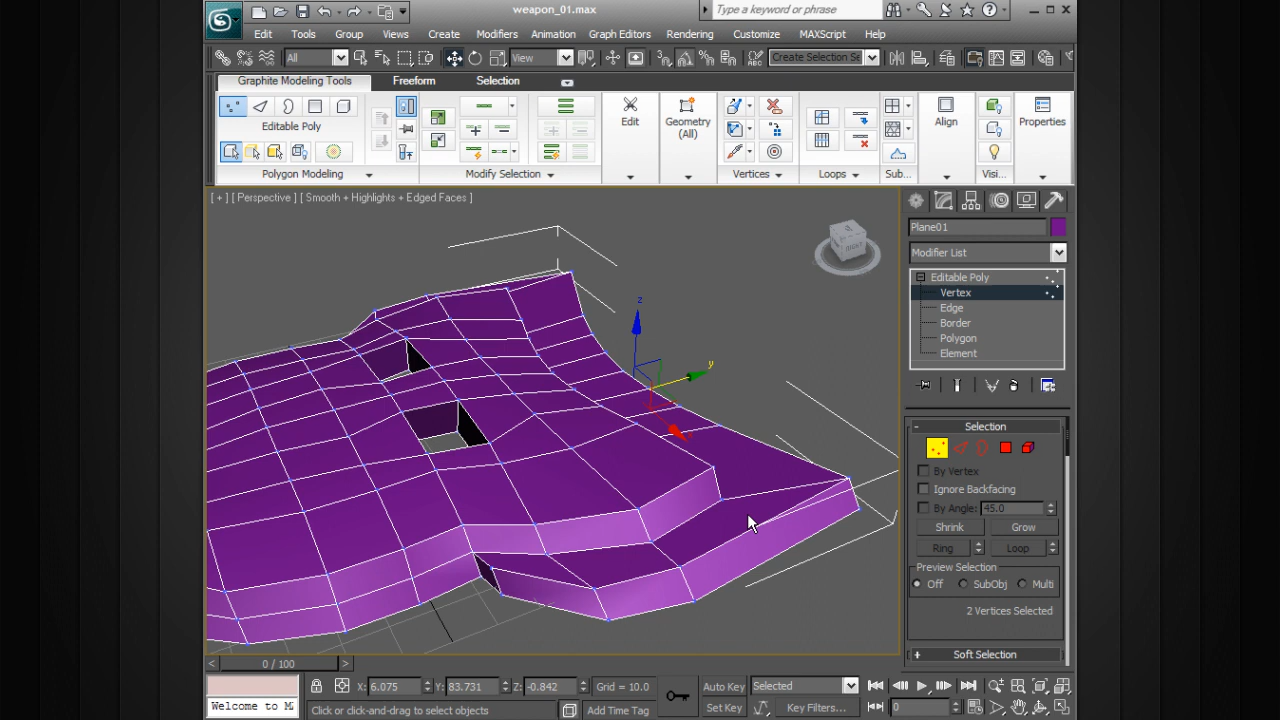 weapon_01.max
Type a keyword or phrase
Edit Tools Group Views Create Modifiers Animation Graph Editors Rendering Customize MAXScript Help
All View Create Selection Se
Graphite Modeling Tools Freeform Selection
Editable Poly
Edit
Geometry
(All)
Align
Properties
Polygon Modeling Modify Selection Vertices Loops Sub... Visi...
[ + ] [ Perspective ] [ Smooth + Highlights + Edged Faces ]
z
y
Plane01
Modifier List
Editable Poly
Vertex
Edge
Border
Polygon
Element
- Selection
By Vertex
Ignore Backfacing
By Angle: 45.0
Shrink Grow
Ring Loop
Preview Selection
Off SubObj Multi
2 Vertices Selected
+ Soft Selection
< 0 / 100 >
X: 6.075 Y: 83.731 Z: -0.842 Grid = 10.0 Auto Key Selected
Welcome to M
Click or click-and-drag to select objects Add Time Tag Set Key Key Filters... 0